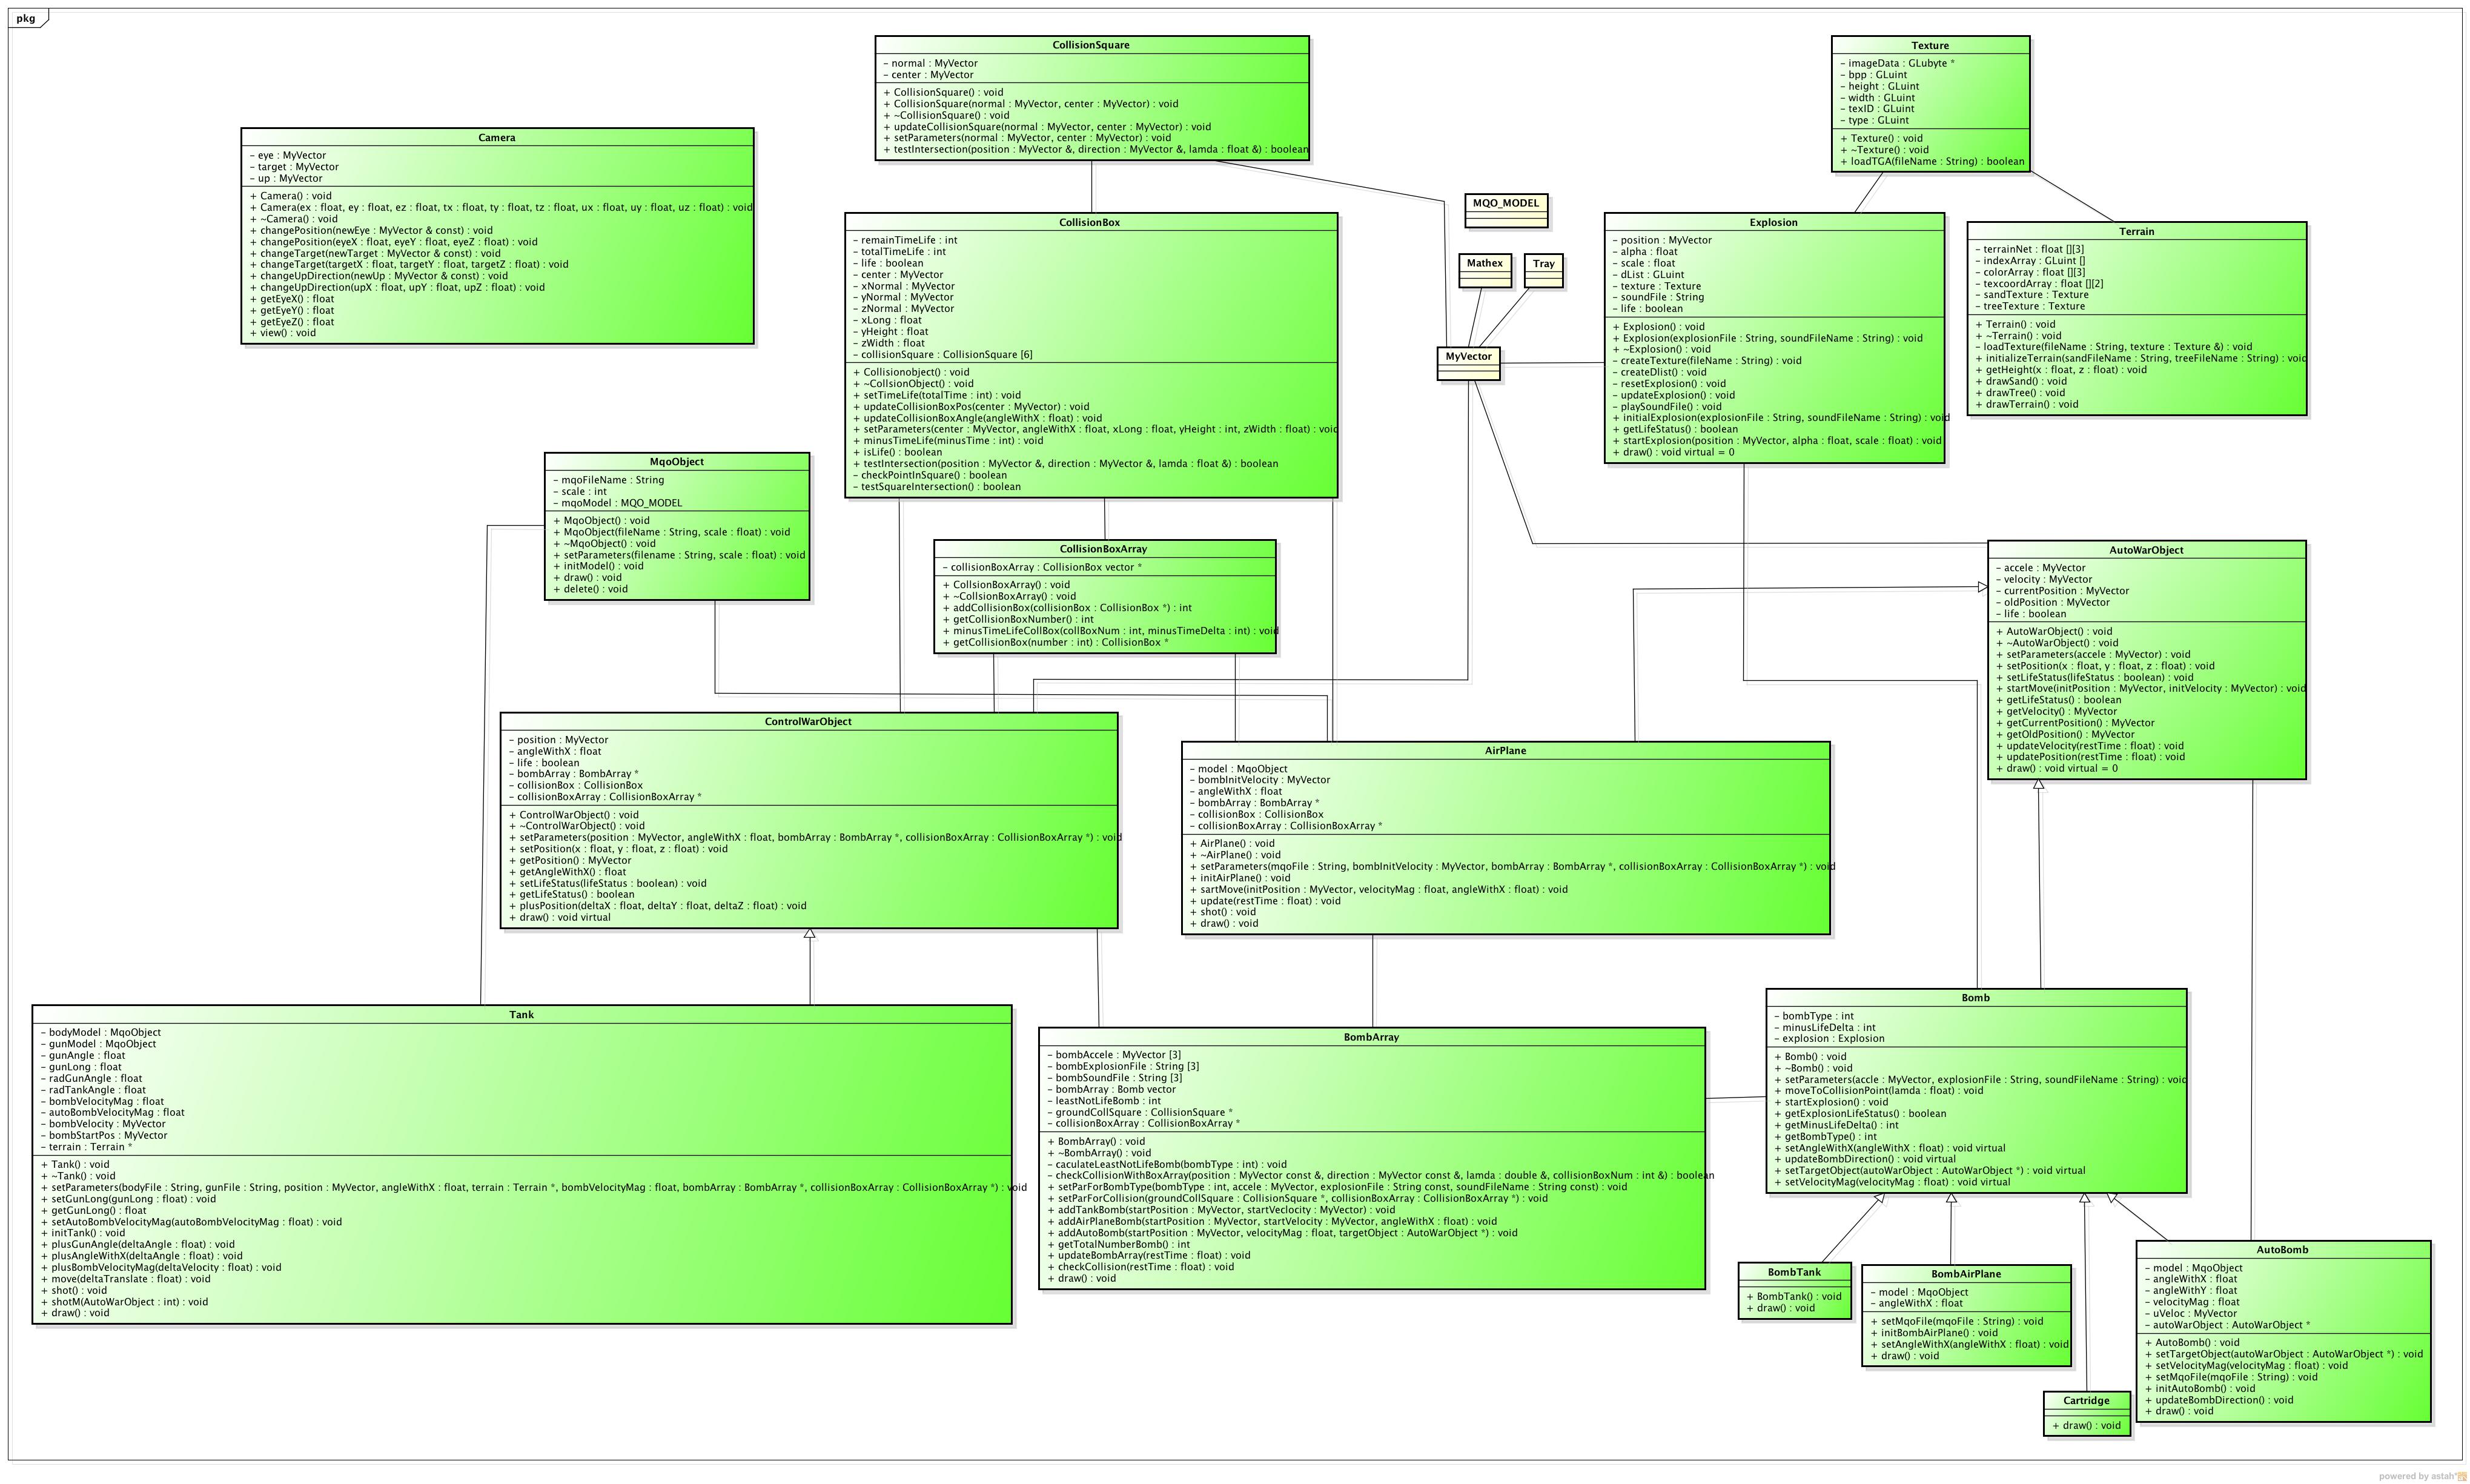 pkg
CollisionSquare
– normal : MyVector
– center : MyVector
+ CollisionSquare() : void
+ CollisionSquare(normal : MyVector, center : MyVector) : void
+ ~CollisionSquare() : void
+ updateCollisionSquare(normal : MyVector, center : MyVector) : void
+ setParameters(normal : MyVector, center : MyVector) : void
+ testIntersection(position : MyVector &, direction : MyVector &, lamda : float &) : boolean
Texture
– imageData : GLubyte *
– bpp : GLuint
– height : GLuint
– width : GLuint
– texID : GLuint
– type : GLuint
+ Texture() : void
+ ~Texture() : void
+ loadTGA(fileName : String) : boolean
Camera
– eye : MyVector
– target : MyVector
– up : MyVector
+ Camera() : void
+ Camera(ex : float, ey : float, ez : float, tx : float, ty : float, tz : float, ux : float, uy : float, uz : float) : void
+ ~Camera() : void
+ changePosition(newEye : MyVector & const) : void
+ changePosition(eyeX : float, eyeY : float, eyeZ : float) : void
+ changeTarget(newTarget : MyVector & const) : void
+ changeTarget(targetX : float, targetY : float, targetZ : float) : void
+ changeUpDirection(newUp : MyVector & const) : void
+ changeUpDirection(upX : float, upY : float, upZ : float) : void
+ getEyeX() : float
+ getEyeY() : float
+ getEyeZ() : float
+ view() : void
CollisionBox
– remainTimeLife : int
– totalTimeLife : int
– life : boolean
– center : MyVector
– xNormal : MyVector
– yNormal : MyVector
– zNormal : MyVector
– xLong : float
– yHeight : float
– zWidth : float
– collisionSquare : CollisionSquare [6]
+ Collisionobject() : void
+ ~CollsionObject() : void
+ setTimeLife(totalTime : int) : void
+ updateCollisionBoxPos(center : MyVector) : void
+ updateCollisionBoxAngle(angleWithX : float) : void
+ setParameters(center : MyVector, angleWithX : float, xLong : float, yHeight : int, zWidth : float) : void
+ minusTimeLife(minusTime : int) : void
+ isLife() : boolean
+ testIntersection(position : MyVector &, direction : MyVector &, lamda : float &) : boolean
– checkPointInSquare() : boolean
– testSquareIntersection() : boolean
MQO_MODEL
Mathex
Tray
MyVector
Explosion
– position : MyVector
– alpha : float
– scale : float
– dList : GLuint
– texture : Texture
– soundFile : String
– life : boolean
+ Explosion() : void
+ Explosion(explosionFile : String, soundFileName : String) : void
+ ~Explosion() : void
– createTexture(fileName : String) : void
– createDlist() : void
– resetExplosion() : void
– updateExplosion() : void
– playSoundFile() : void
+ initialExplosion(explosionFile : String, soundFileName : String) : void
+ getLifeStatus() : boolean
+ startExplosion(position : MyVector, alpha : float, scale : float) : void
+ draw() : void virtual = 0
Terrain
– terrainNet : float [][3]
– indexArray : GLuint []
– colorArray : float [][3]
– texcoordArray : float [][2]
– sandTexture : Texture
– treeTexture : Texture
+ Terrain() : void
+ ~Terrain() : void
– loadTexture(fileName : String, texture : Texture &) : void
+ initializeTerrain(sandFileName : String, treeFileName : String) : void
+ getHeight(x : float, z : float) : void
+ drawSand() : void
+ drawTree() : void
+ drawTerrain() : void
MqoObject
– mqoFileName : String
– scale : int
– mqoModel : MQO_MODEL
+ MqoObject() : void
+ MqoObject(fileName : String, scale : float) : void
+ ~MqoObject() : void
+ setParameters(filename : String, scale : float) : void
+ initModel() : void
+ draw() : void
+ delete() : void
CollisionBoxArray
– collisionBoxArray : CollisionBox vector *
+ CollsionBoxArray() : void
+ ~CollsionBoxArray() : void
+ addCollisionBox(collisionBox : CollisionBox *) : int
+ getCollisionBoxNumber() : int
+ minusTimeLifeCollBox(collBoxNum : int, minusTimeDelta : int) : void
+ getCollisionBox(number : int) : CollisionBox *
AutoWarObject
– accele : MyVector
– velocity : MyVector
– currentPosition : MyVector
– oldPosition : MyVector
– life : boolean
+ AutoWarObject() : void
+ ~AutoWarObject() : void
+ setParameters(accele : MyVector) : void
+ setPosition(x : float, y : float, z : float) : void
+ setLifeStatus(lifeStatus : boolean) : void
+ startMove(initPosition : MyVector, initVelocity : MyVector) : void
+ getLifeStatus() : boolean
+ getVelocity() : MyVector
+ getCurrentPosition() : MyVector
+ getOldPosition() : MyVector
+ updateVelocity(restTime : float) : void
+ updatePosition(restTime : float) : void
+ draw() : void virtual = 0
ControlWarObject
– position : MyVector
– angleWithX : float
– life : boolean
– bombArray : BombArray *
– collisionBox : CollisionBox
– collisionBoxArray : CollisionBoxArray *
+ ControlWarObject() : void
+ ~ControlWarObject() : void
+ setParameters(position : MyVector, angleWithX : float, bombArray : BombArray *, collisionBoxArray : CollisionBoxArray *) : void
+ setPosition(x : float, y : float, z : float) : void
+ getPosition() : MyVector
+ getAngleWithX() : float
+ setLifeStatus(lifeStatus : boolean) : void
+ getLifeStatus() : boolean
+ plusPosition(deltaX : float, deltaY : float, deltaZ : float) : void
+ draw() : void virtual
AirPlane
– model : MqoObject
– bombInitVelocity : MyVector
– angleWithX : float
– bombArray : BombArray *
– collisionBox : CollisionBox
– collisionBoxArray : CollisionBoxArray *
+ AirPlane() : void
+ ~AirPlane() : void
+ setParameters(mqoFile : String, bombInitVelocity : MyVector, bombArray : BombArray *, collisionBoxArray : CollisionBoxArray *) : void
+ initAirPlane() : void
+ sartMove(initPosition : MyVector, velocityMag : float, angleWithX : float) : void
+ update(restTime : float) : void
+ shot() : void
+ draw() : void
Tank
– bodyModel : MqoObject
– gunModel : MqoObject
– gunAngle : float
– gunLong : float
– radGunAngle : float
– radTankAngle : float
– bombVelocityMag : float
– autoBombVelocityMag : float
– bombVelocity : MyVector
– bombStartPos : MyVector
– terrain : Terrain *
+ Tank() : void
+ ~Tank() : void
+ setParameters(bodyFile : String, gunFile : String, position : MyVector, angleWithX : float, terrain : Terrain *, bombVelocityMag : float, bombArray : BombArray *, collisionBoxArray : CollisionBoxArray *) : void
+ setGunLong(gunLong : float) : void
+ getGunLong() : float
+ setAutoBombVelocityMag(autoBombVelocityMag : float) : void
+ initTank() : void
+ plusGunAngle(deltaAngle : float) : void
+ plusAngleWithX(deltaAngle : float) : void
+ plusBombVelocityMag(deltaVelocity : float) : void
+ move(deltaTranslate : float) : void
+ shot() : void
+ shotM(AutoWarObject : int) : void
+ draw() : void
BombArray
– bombAccele : MyVector [3]
– bombExplosionFile : String [3]
– bombSoundFile : String [3]
– bombArray : Bomb vector
– leastNotLifeBomb : int
– groundCollSquare : CollisionSquare *
– collisionBoxArray : CollisionBoxArray *
+ BombArray() : void
+ ~BombArray() : void
– caculateLeastNotLifeBomb(bombType : int) : void
– checkCollisionWithBoxArray(position : MyVector const &, direction : MyVector const &, lamda : double &, collisionBoxNum : int &) : boolean
+ setParForBombType(bombType : int, accele : MyVector, explosionFile : String const, soundFileName : String const) : void
+ setParForCollision(groundCollSquare : CollisionSquare *, collisionBoxArray : CollisionBoxArray *) : void
+ addTankBomb(startPosition : MyVector, startVeclocity : MyVector) : void
+ addAirPlaneBomb(startPosition : MyVector, startVelocity : MyVector, angleWithX : float) : void
+ addAutoBomb(startPosition : MyVector, velocityMag : float, targetObject : AutoWarObject *) : void
+ getTotalNumberBomb() : int
+ updateBombArray(restTime : float) : void
+ checkCollision(restTime : float) : void
+ draw() : void
Bomb
– bombType : int
– minusLifeDelta : int
– explosion : Explosion
+ Bomb() : void
+ ~Bomb() : void
+ setParameters(accle : MyVector, explosionFile : String, soundFileName : String) : void
+ moveToCollisionPoint(lamda : float) : void
+ startExplosion() : void
+ getExplosionLifeStatus() : boolean
+ getMinusLifeDelta() : int
+ getBombType() : int
+ setAngleWithX(angleWithX : float) : void virtual
+ updateBombDirection() : void virtual
+ setTargetObject(autoWarObject : AutoWarObject *) : void virtual
+ setVelocityMag(velocityMag : float) : void virtual
BombTank
+ BombTank() : void
+ draw() : void
BombAirPlane
– model : MqoObject
– angleWithX : float
+ setMqoFile(mqoFile : String) : void
+ initBombAirPlane() : void
+ setAngleWithX(angleWithX : float) : void
+ draw() : void
AutoBomb
– model : MqoObject
– angleWithX : float
– angleWithY : float
– velocityMag : float
– uVeloc : MyVector
– autoWarObject : AutoWarObject *
+ AutoBomb() : void
+ setTargetObject(autoWarObject : AutoWarObject *) : void
+ setVelocityMag(velocityMag : float) : void
+ setMqoFile(mqoFile : String) : void
+ initAutoBomb() : void
+ updateBombDirection() : void
+ draw() : void
Cartridge
+ draw() : void
powered by astah*